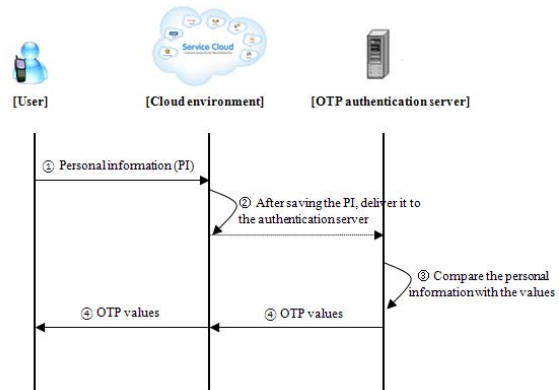 Service Cloud
[User]
[Cloud environment]
[OTP authentication server]
① Personal information (PI)
② After saving the PI, deliver it to
the authentication server
③ Compare the personal
information with the values
④ OTP values
④ OTP values